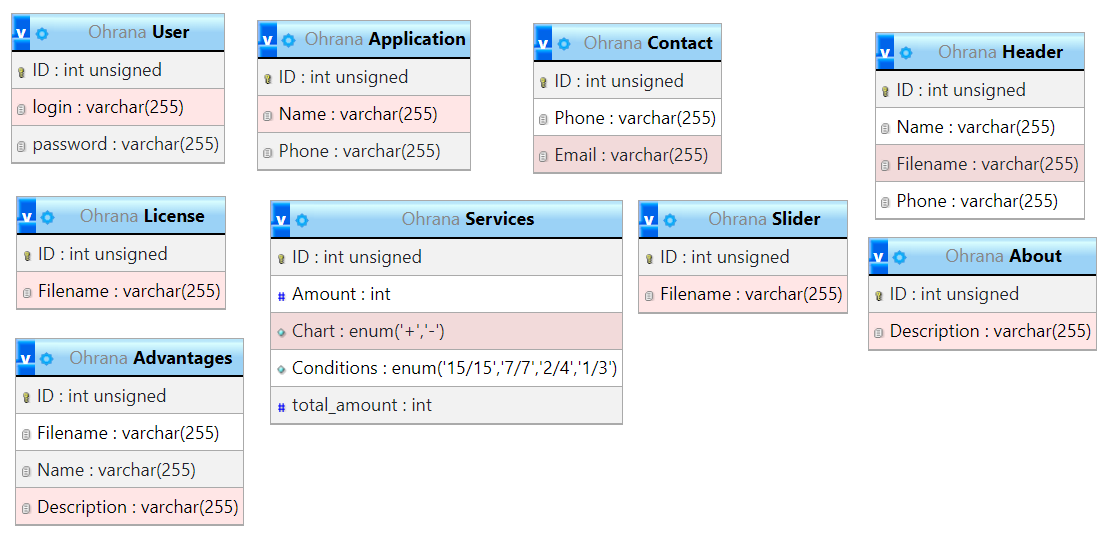 v Ohrana User
ID : int unsigned
login : varchar(255)
password : varchar(255)
v Ohrana Application
ID : int unsigned
Name : varchar(255)
Phone : varchar(255)
v Ohrana Contact
ID : int unsigned
Phone : varchar(255)
Email : varchar(255)
v Ohrana Header
ID : int unsigned
Name : varchar(255)
Filename : varchar(255)
Phone : varchar(255)
v Ohrana License
ID : int unsigned
Filename : varchar(255)
v Ohrana Services
ID : int unsigned
# Amount : int
Chart : enum('+','-')
Conditions : enum('15/15','7/7','2/4','1/3')
# total_amount : int
v Ohrana Slider
ID : int unsigned
Filename : varchar(255)
v Ohrana About
ID : int unsigned
Description : varchar(255)
v Ohrana Advantages
ID : int unsigned
Filename : varchar(255)
Name : varchar(255)
Description : varchar(255)